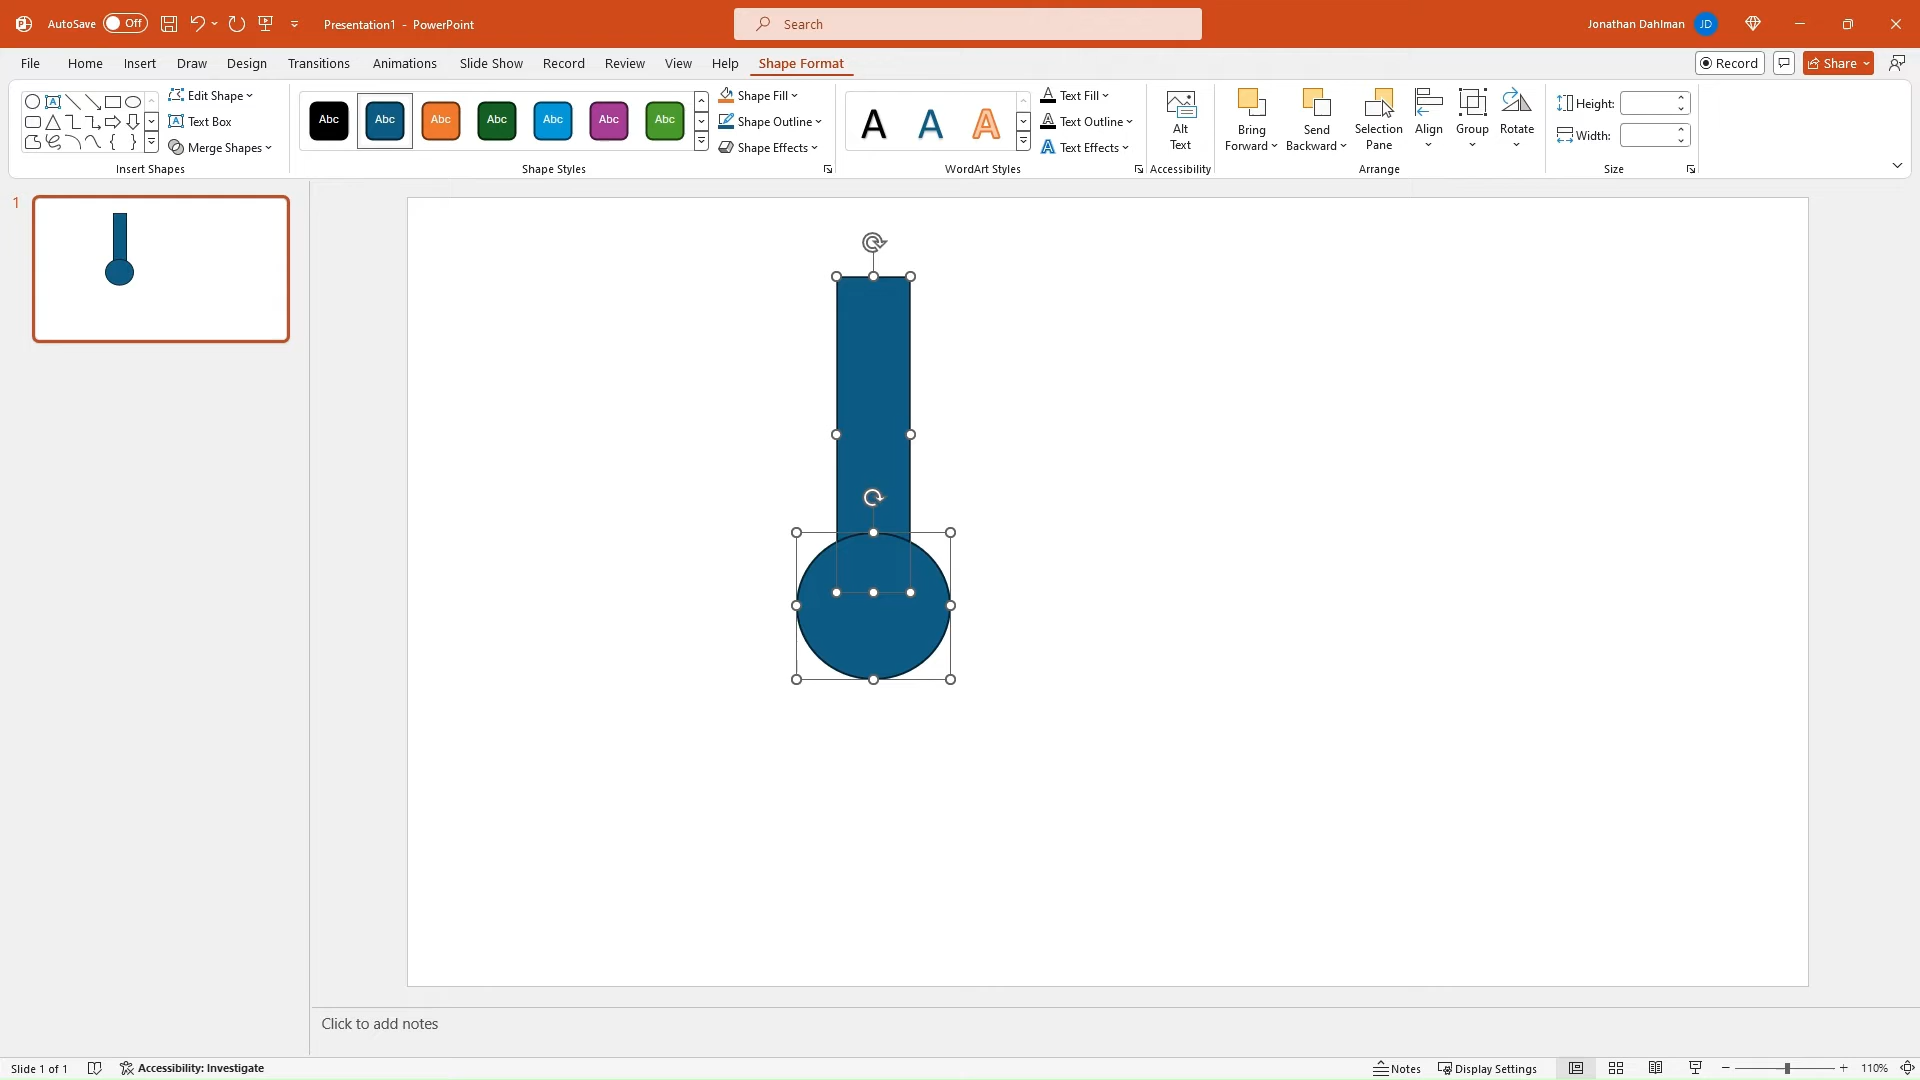 AutoSave Off Presentation1 - PowerPoint Search Jonathan Dahlman JD
File Home Insert Draw Design Transitions Animations Slide Show Record Review View Help Shape Format Record Share
Edit Shape
Text Box
Merge Shapes
Insert Shapes
Abc Abc Abc Abc Abc Abc Abc
Shape Fill
Shape Outline
Shape Effects
Shape Styles
A A A
Text Fill
Text Outline
Text Effects
WordArt Styles
Alt
Text
Accessibility
Bring
Forward
Send
Backward
Selection
Pane
Align
Group
Rotate
Arrange
Height:
Width:
Size
1
Click to add notes
Slide 1 of 1 Accessibility: Investigate Notes Display Settings 110%